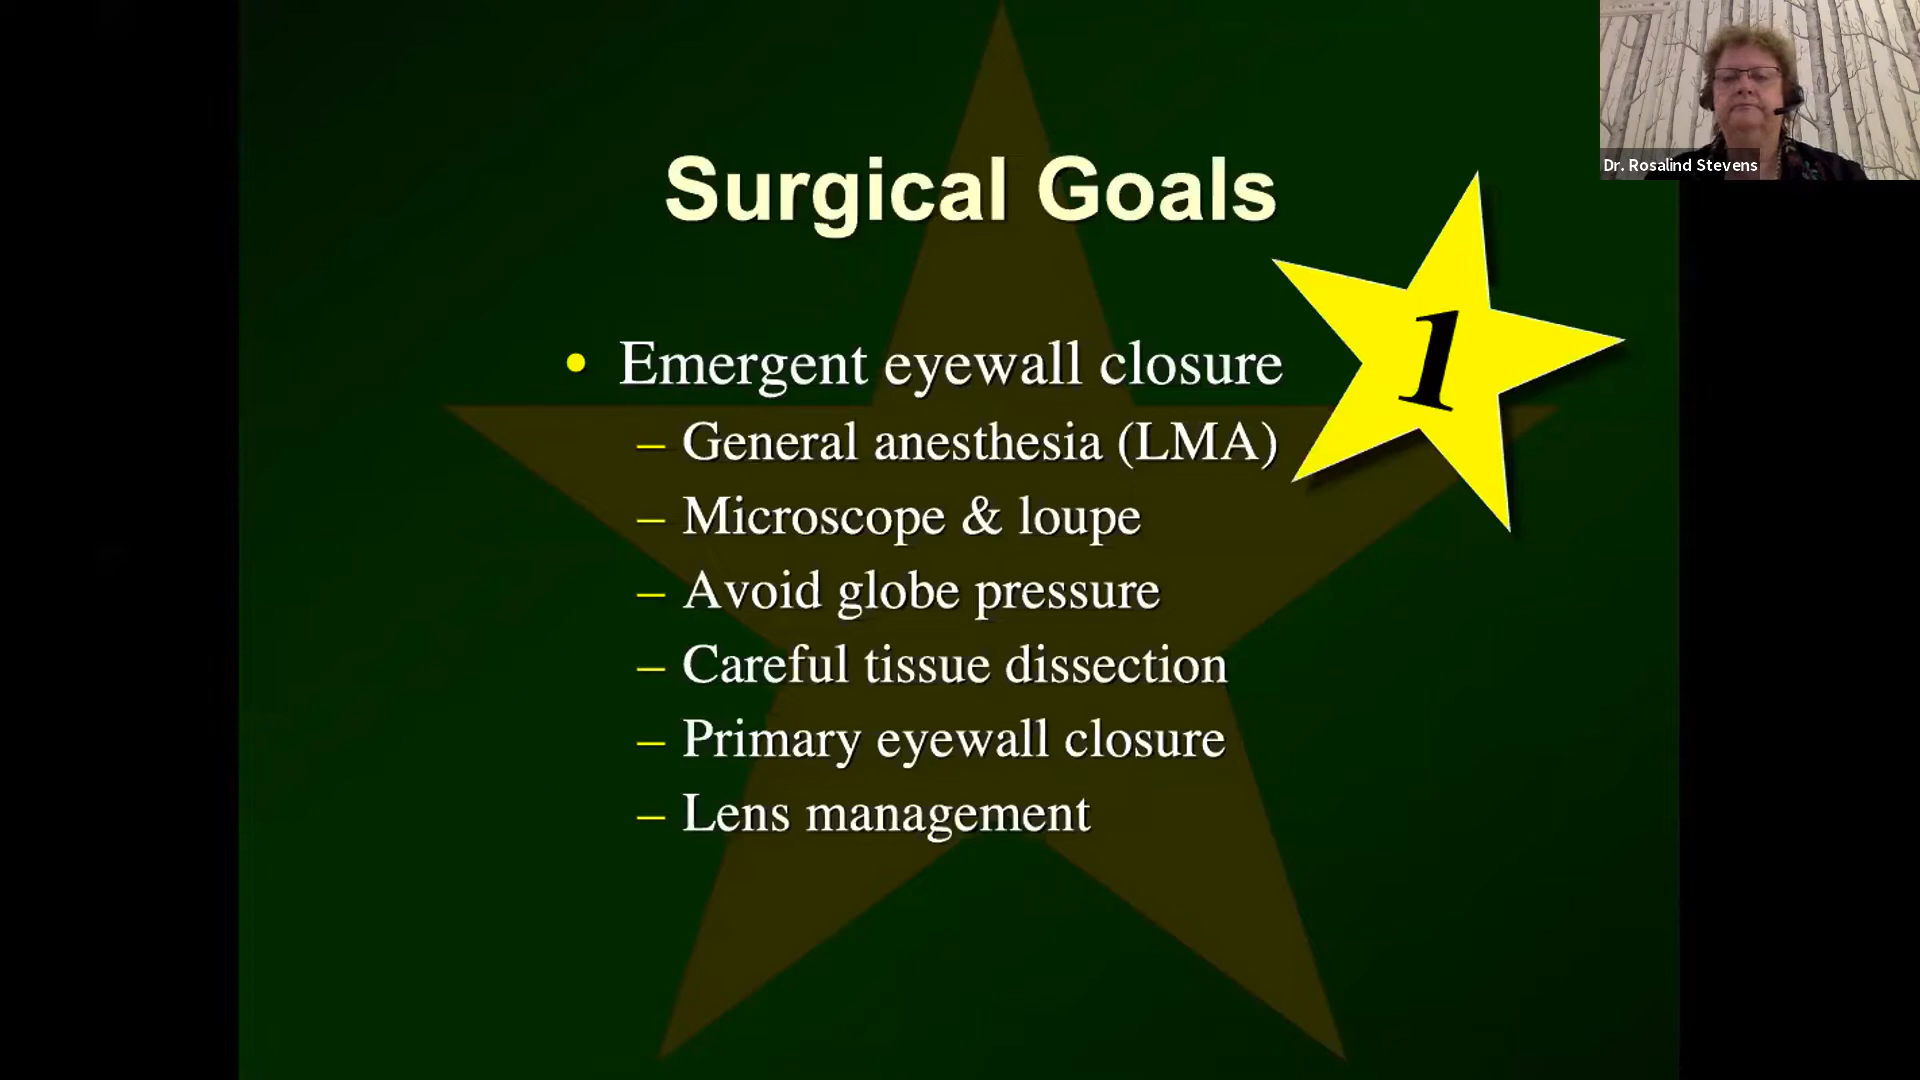 Dr. Rosalind Stevens
Surgical Goals
1
• Emergent eyewall closure
– General anesthesia (LMA)
– Microscope & loupe
– Avoid globe pressure
– Careful tissue dissection
– Primary eyewall closure
– Lens management